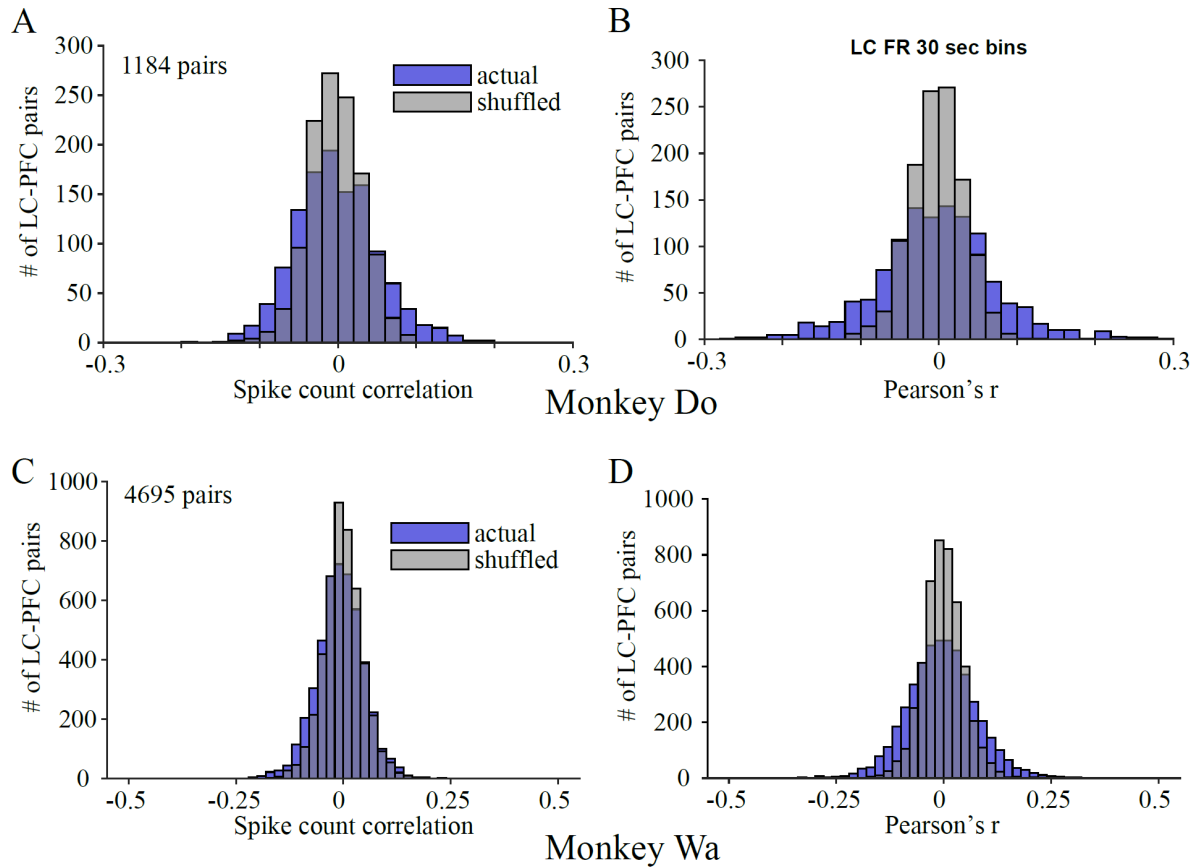 A
1184 pairs
actual
shuffled
# of LC-PFC pairs
300
250
200
150
100
50
0
-0.3
0
0.3
Spike count correlation
B
LC FR 30 sec bins
# of LC-PFC pairs
300
250
200
150
100
50
0
-0.3
0
0.3
Pearson's r
Monkey Do
C
4695 pairs
actual
shuffled
# of LC-PFC pairs
1000
800
600
400
200
0
-0.5
-0.25
0
0.5
Spike count correlation
D
# of LC-PFC pairs
1000
800
600
400
200
0
-0.5
-0.25
0
0.25
0.5
Pearson's r
Monkey Wa